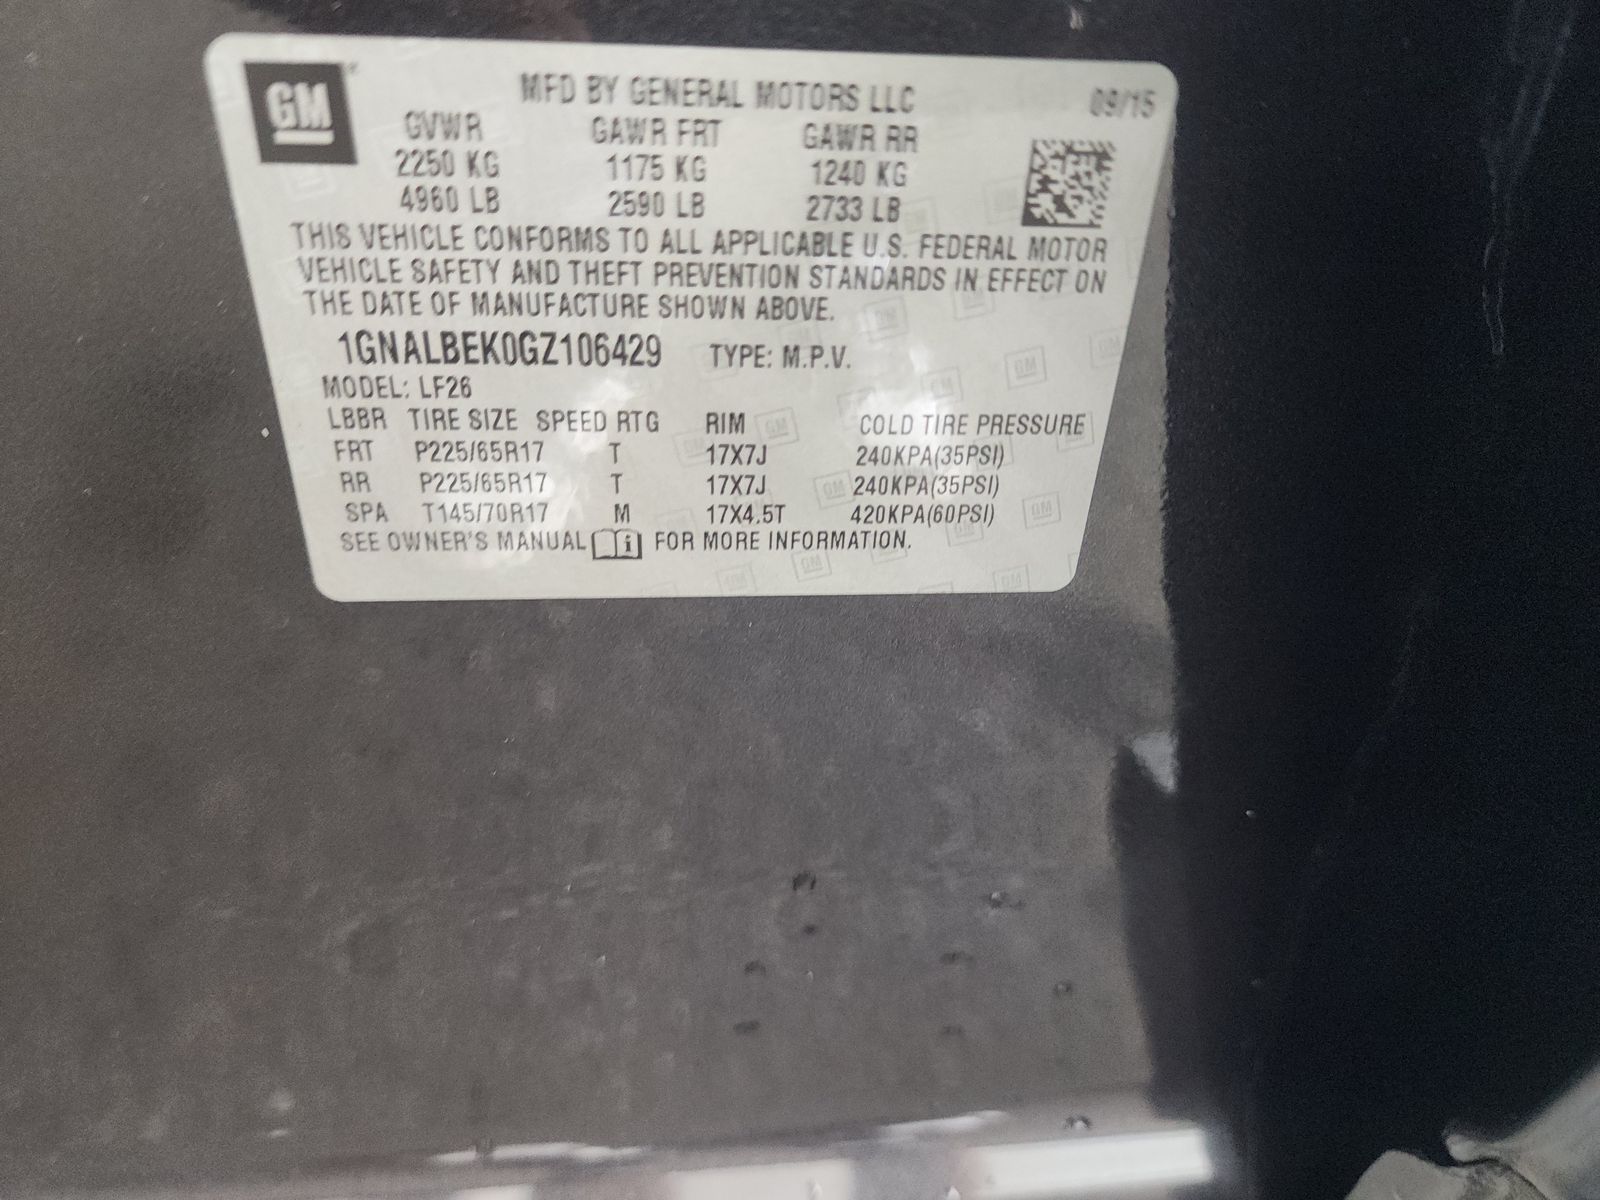 GM
MFD BY GENERAL MOTORS LLC 09/15
GVWR GAWR FRT GAWR RR
2250 KG 1175 KG 1240 KG
4960 LB 2590 LB 2733 LB
THIS VEHICLE CONFORMS TO ALL APPLICABLE U.S. FEDERAL MOTOR
VEHICLE SAFETY AND THEFT PREVENTION STANDARDS IN EFFECT ON
THE DATE OF MANUFACTURE SHOWN ABOVE.
1GNALBEK0GZ106429 TYPE: M.P.V.
MODEL: LF26
LBBR TIRE SIZE SPEED RTG RIM COLD TIRE PRESSURE
FRT P225/65R17 T 17X7J 240KPA(35PSI)
RR P225/65R17 T 17X7J 240KPA(35PSI)
SPA T145/70R17 M 17X4.5T 420KPA(60PSI)
SEE OWNER'S MANUAL i FOR MORE INFORMATION.